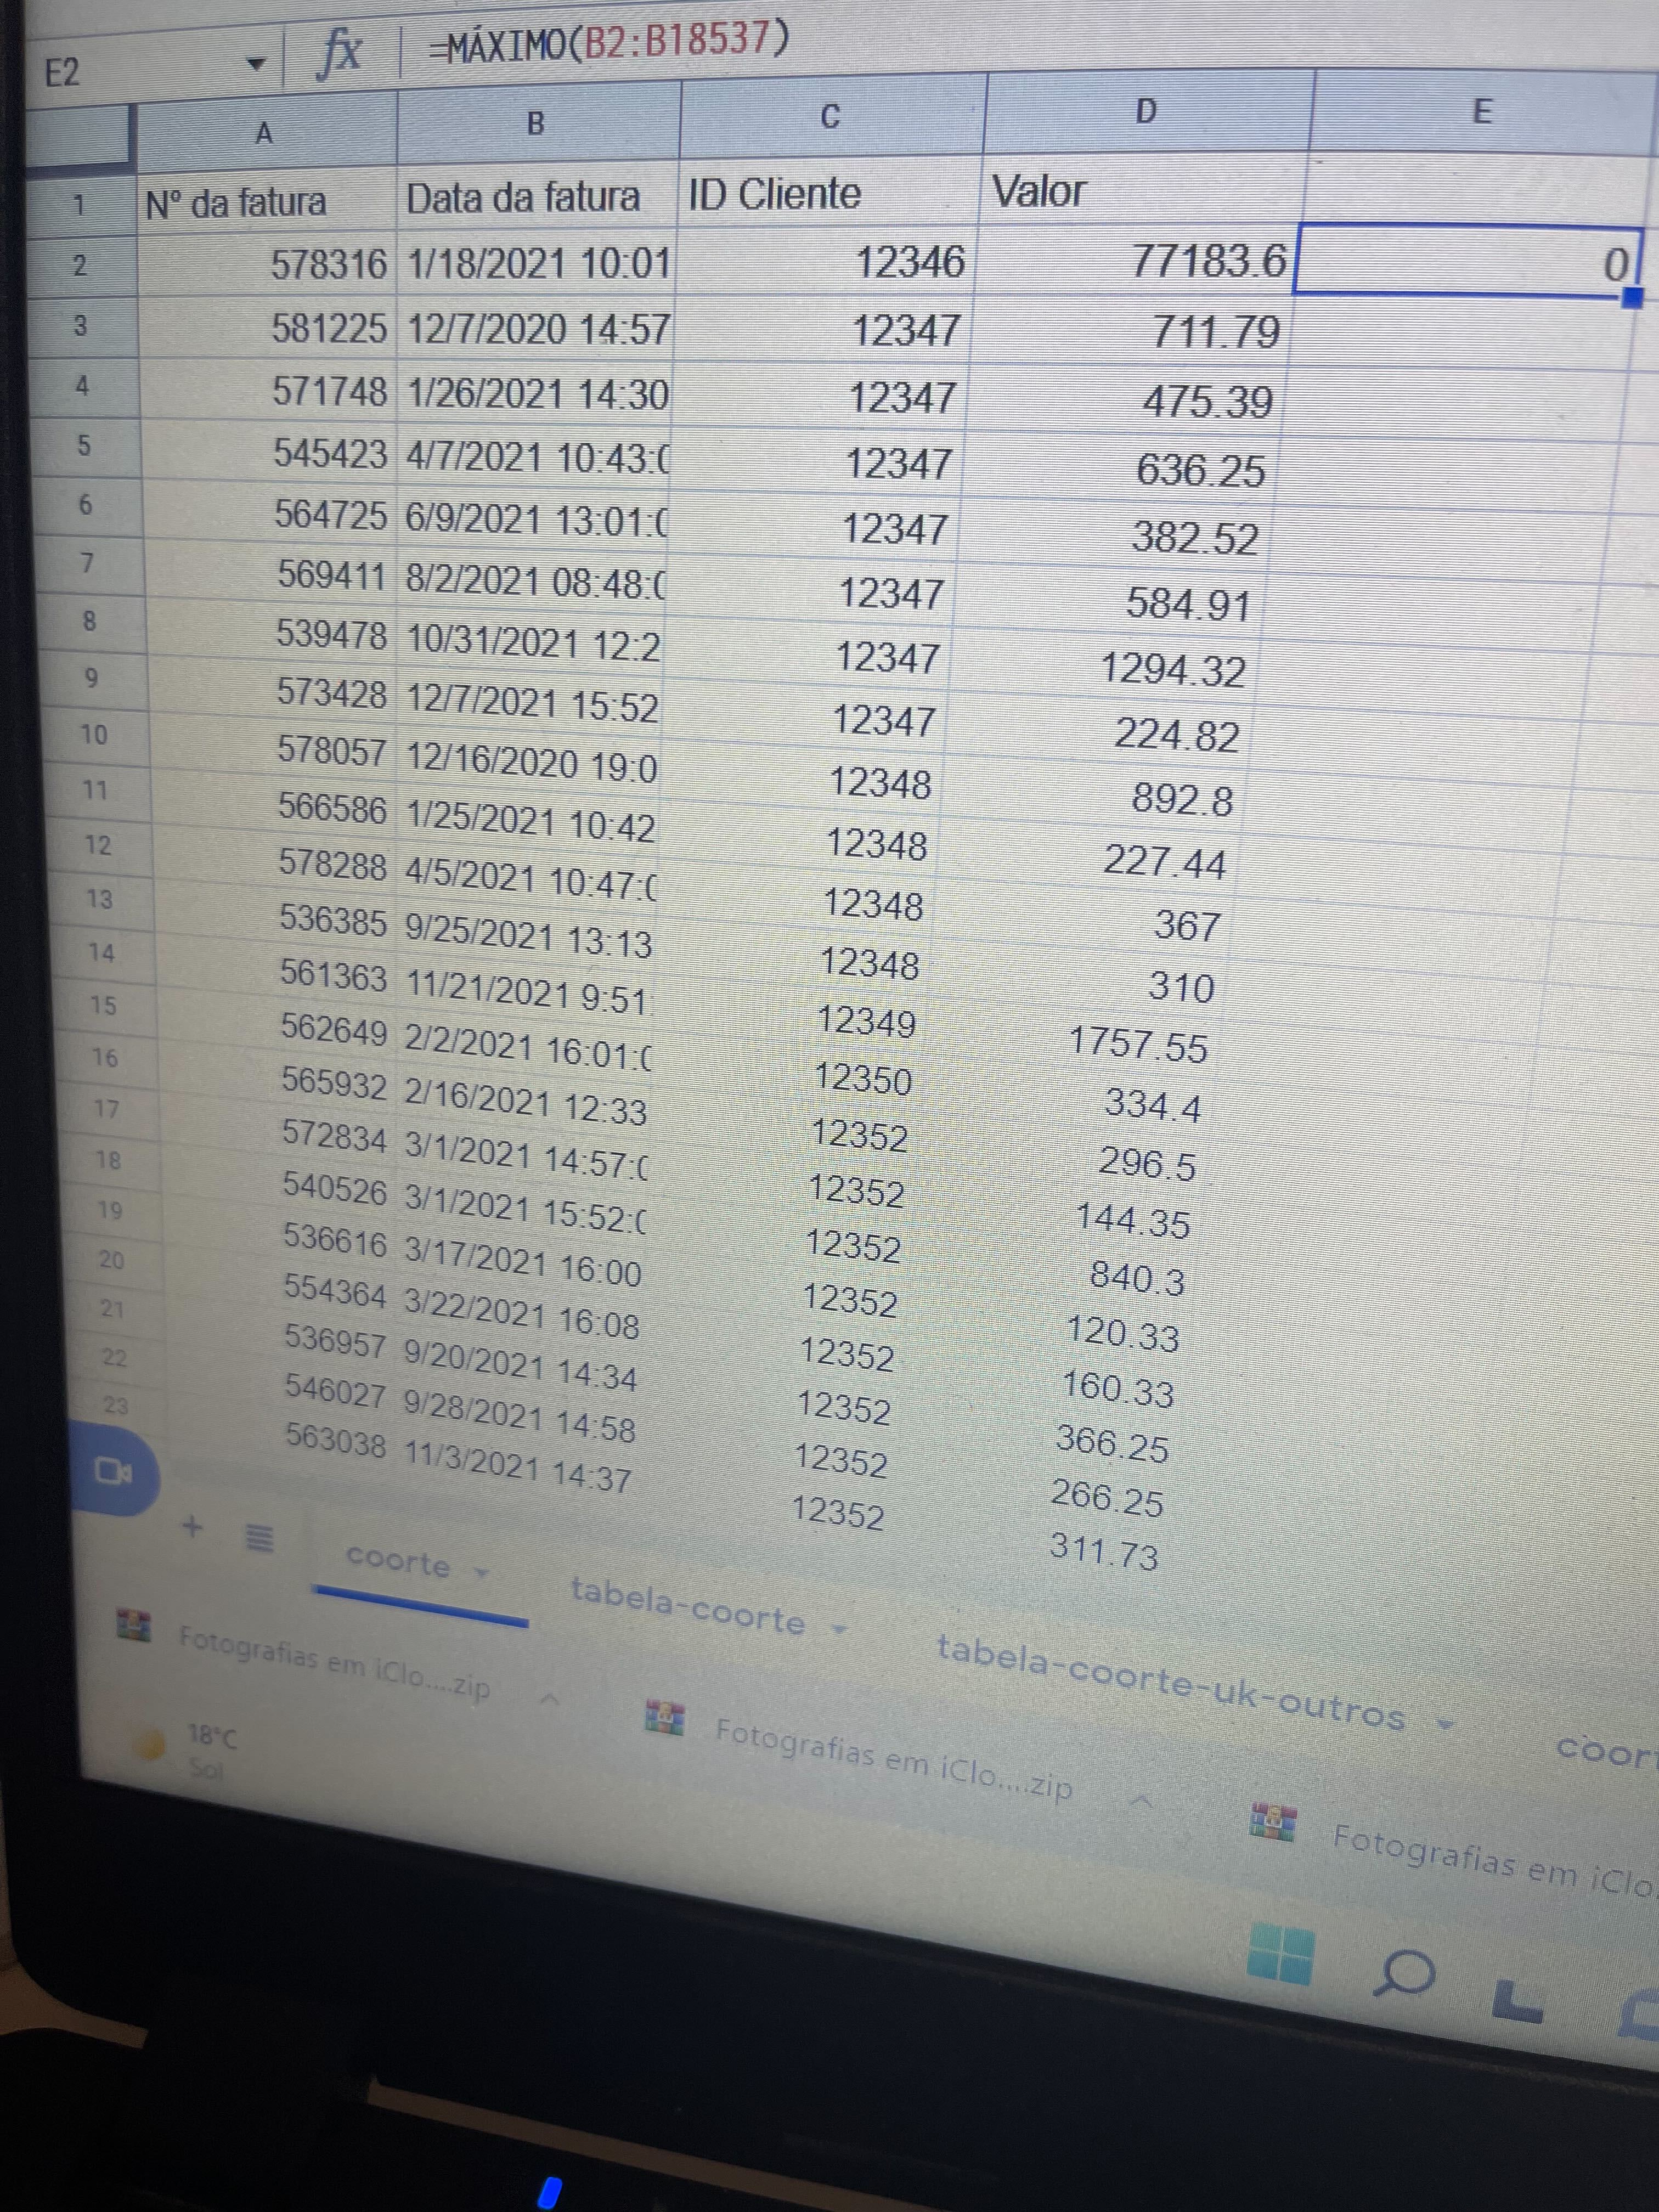 E2 fx =MÁXIMO(B2:B18537)
A B C D E
1 Nº da fatura Data da fatura ID Cliente Valor
2 578316 1/18/2021 10:01 12346 77183.6 0
3 581225 12/7/2020 14:57 12347 711.79
4 571748 1/26/2021 14:30 12347 475.39
5 545423 4/7/2021 10:43:0 12347 636.25
6 564725 6/9/2021 13:01:0 12347 382.52
7 569411 8/2/2021 08:48:0 12347 584.91
8 539478 10/31/2021 12:2 12347 1294.32
9 573428 12/7/2021 15:52 12347 224.82
10 578057 12/16/2020 19:0 12348 892.8
11 566586 1/25/2021 10:42 12348 227.44
12 578288 4/5/2021 10:47:0 12348 367
13 536385 9/25/2021 13:13 12348 310
14 561363 11/21/2021 9:51 12349 1757.55
15 562649 2/2/2021 16:01:0 12350 334.4
16 565932 2/16/2021 12:33 12352 296.5
17 572834 3/1/2021 14:57:0 12352 144.35
18 540526 3/1/2021 15:52:0 12352 840.3
19 536616 3/17/2021 16:00 12352 120.33
20 554364 3/22/2021 16:08 12352 160.33
21 536957 9/20/2021 14:34 12352 366.25
22 546027 9/28/2021 14:58 12352 266.25
23 563038 11/3/2021 14:37 12352 311.73
coorte tabela-coorte tabela-coorte-uk-outros coort
Fotografias em iClo....zip Fotografias em iClo....zip Fotografias em iClo.
18°C
Sol